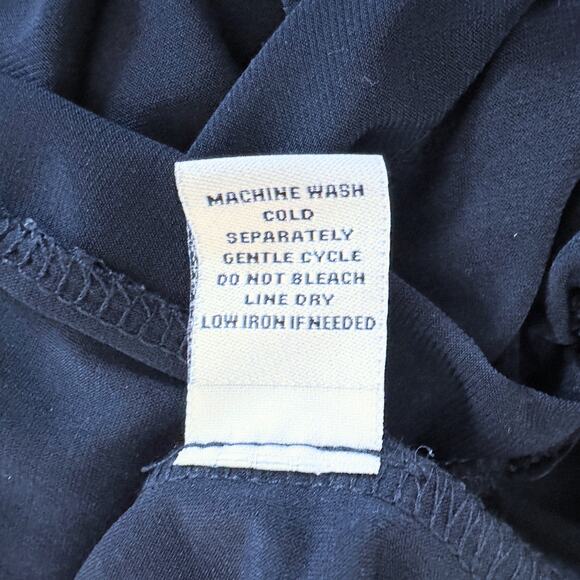 MACHINE WASH
COLD
SEPARATELY
GENTLE CYCLE
DO NOT BLEACH
LINE DRY
LOW IRON IF NEEDED